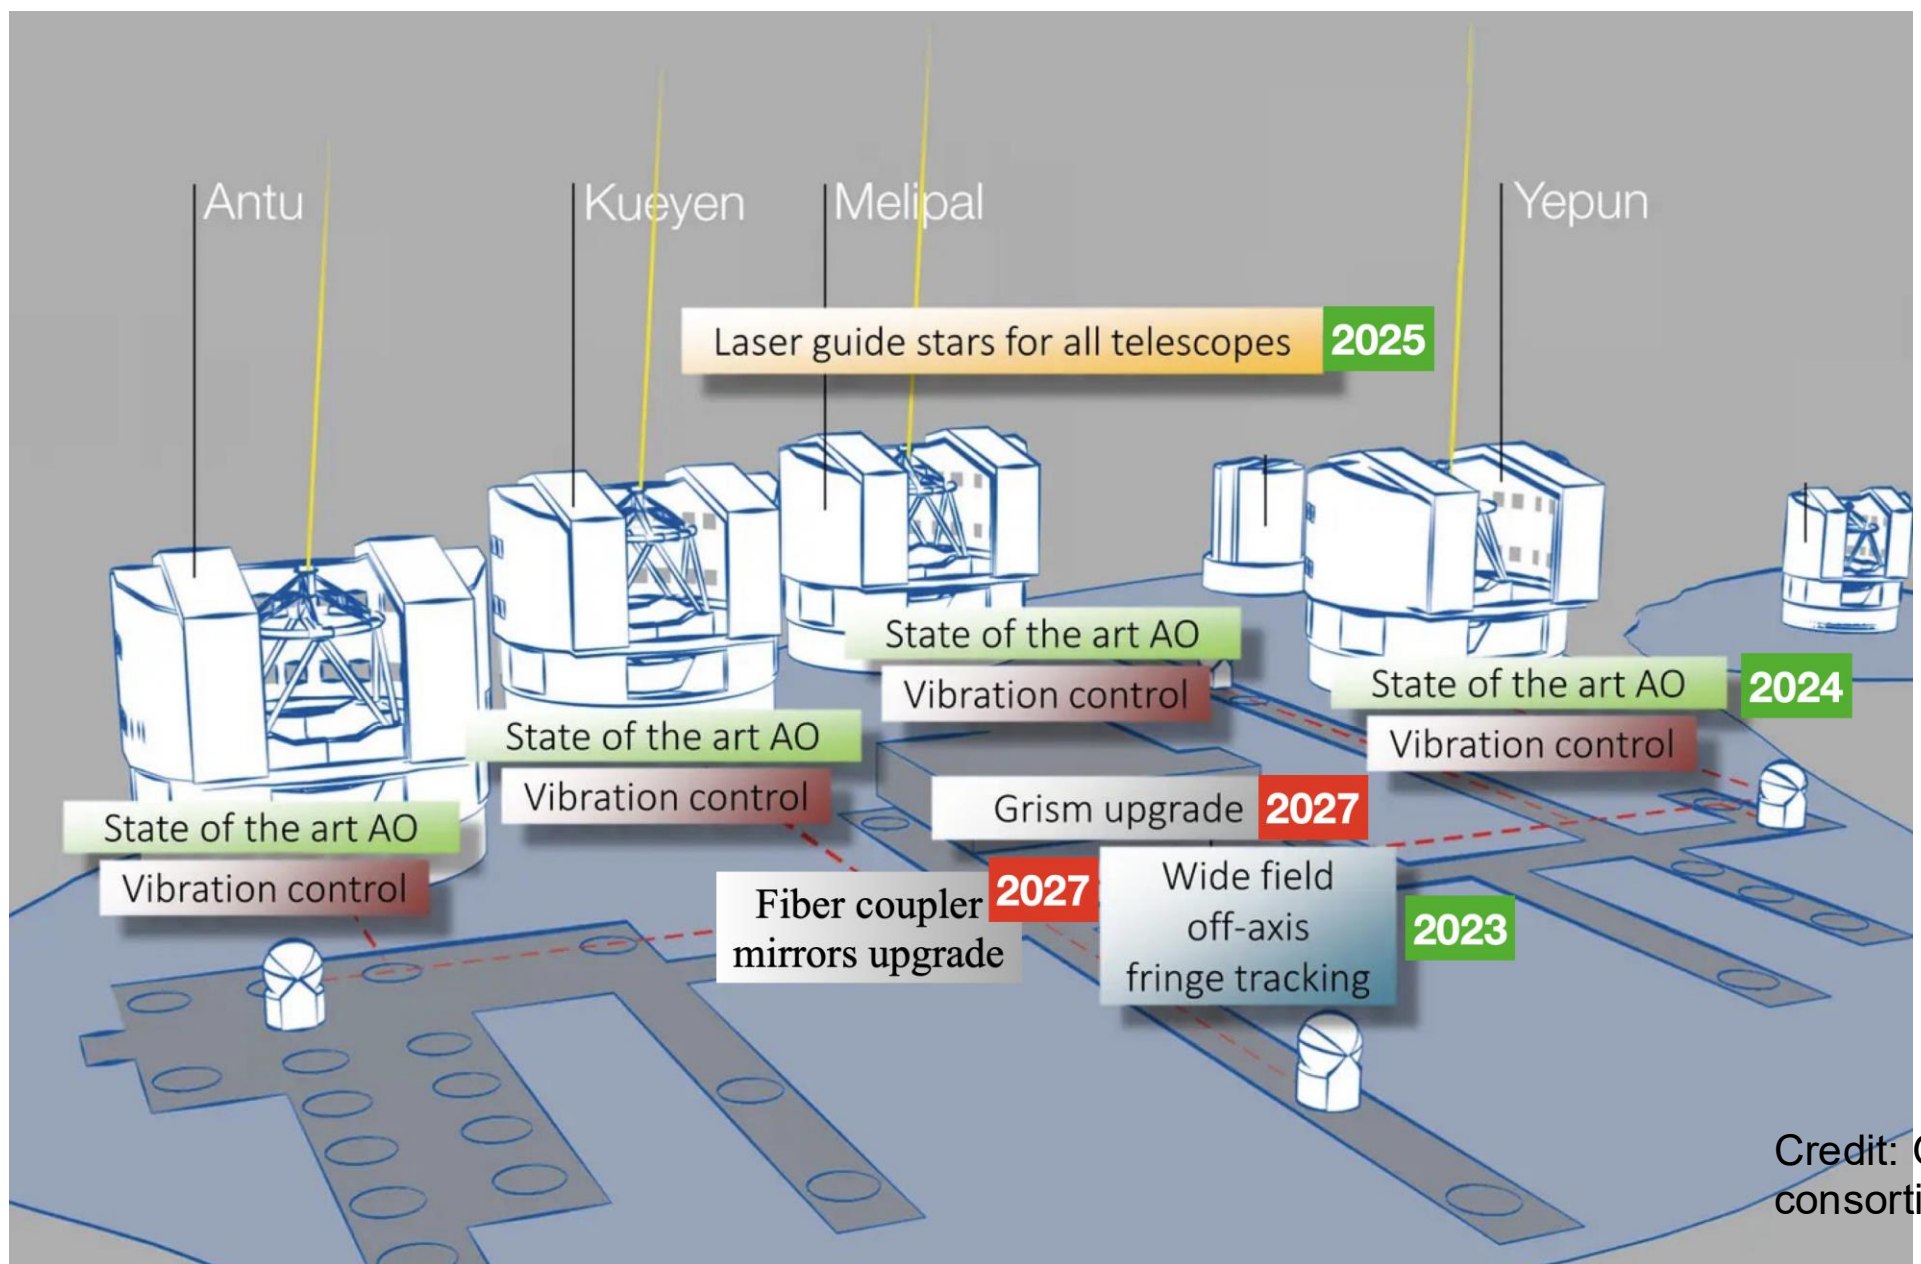 Antu
Kueyen
Melipal
Yepun
Laser guide stars for all telescopes 2025
State of the art AO
Vibration control
State of the art AO 2024
Vibration control
State of the art AO
Vibration control
Grism upgrade 2027
State of the art AO
Vibration control
Fiber coupler 2027
mirrors upgrade
Wide field
off-axis
fringe tracking
2023
Credit: